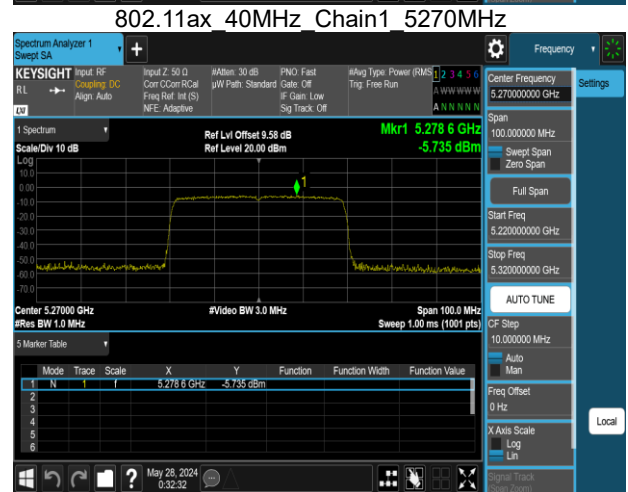 802.11ax_40MHz_Chain1_5270MHz
Spectrum Analyzer 1
Swept SA
Frequency
KEYSIGHT
RL
LXI
Input: RF
Coupling: DC
Align: Auto
Input Z: 50 Ω
Corr CCorr RCal
Freq Ref: Int (S)
NFE: Adaptive
#Atten: 30 dB
µW Path: Standard
PNO: Fast
Gate: Off
IF Gain: Low
Sig Track: Off
#Avg Type: Power (RMS
Trig: Free Run
1 2 3 4 5 6
A W W W W W
A N N N N N
Center Frequency
5.27000000 GHz
Settings
1 Spectrum
Scale/Div 10 dB
Log
Ref Lvl Offset 9.58 dB
Ref Level 20.00 dBm
Mkr1 5.278 6 GHz
-5.735 dBm
Span
100.000000 MHz
Swept Span
Zero Span
Full Span
Start Freq
5.220000000 GHz
Stop Freq
5.320000000 GHz
AUTO TUNE
CF Step
10.000000 MHz
Auto
Man
Freq Offset
0 Hz
X Axis Scale
Log
Lin
Signal Track
(Span Zoom)
Local
10.0
0.00
-10.0
-20.0
-30.0
-40.0
-50.0
-60.0
-70.0
1
Center 5.27000 GHz
#Res BW 1.0 MHz
#Video BW 3.0 MHz
Span 100.0 MHz
Sweep 1.00 ms (1001 pts)
5 Marker Table
Mode Trace Scale X Y Function Function Width Function Value
1 N 1 f 5.278 6 GHz -5.735 dBm
2
3
4
5
6
?
May 28, 2024
0:32:32